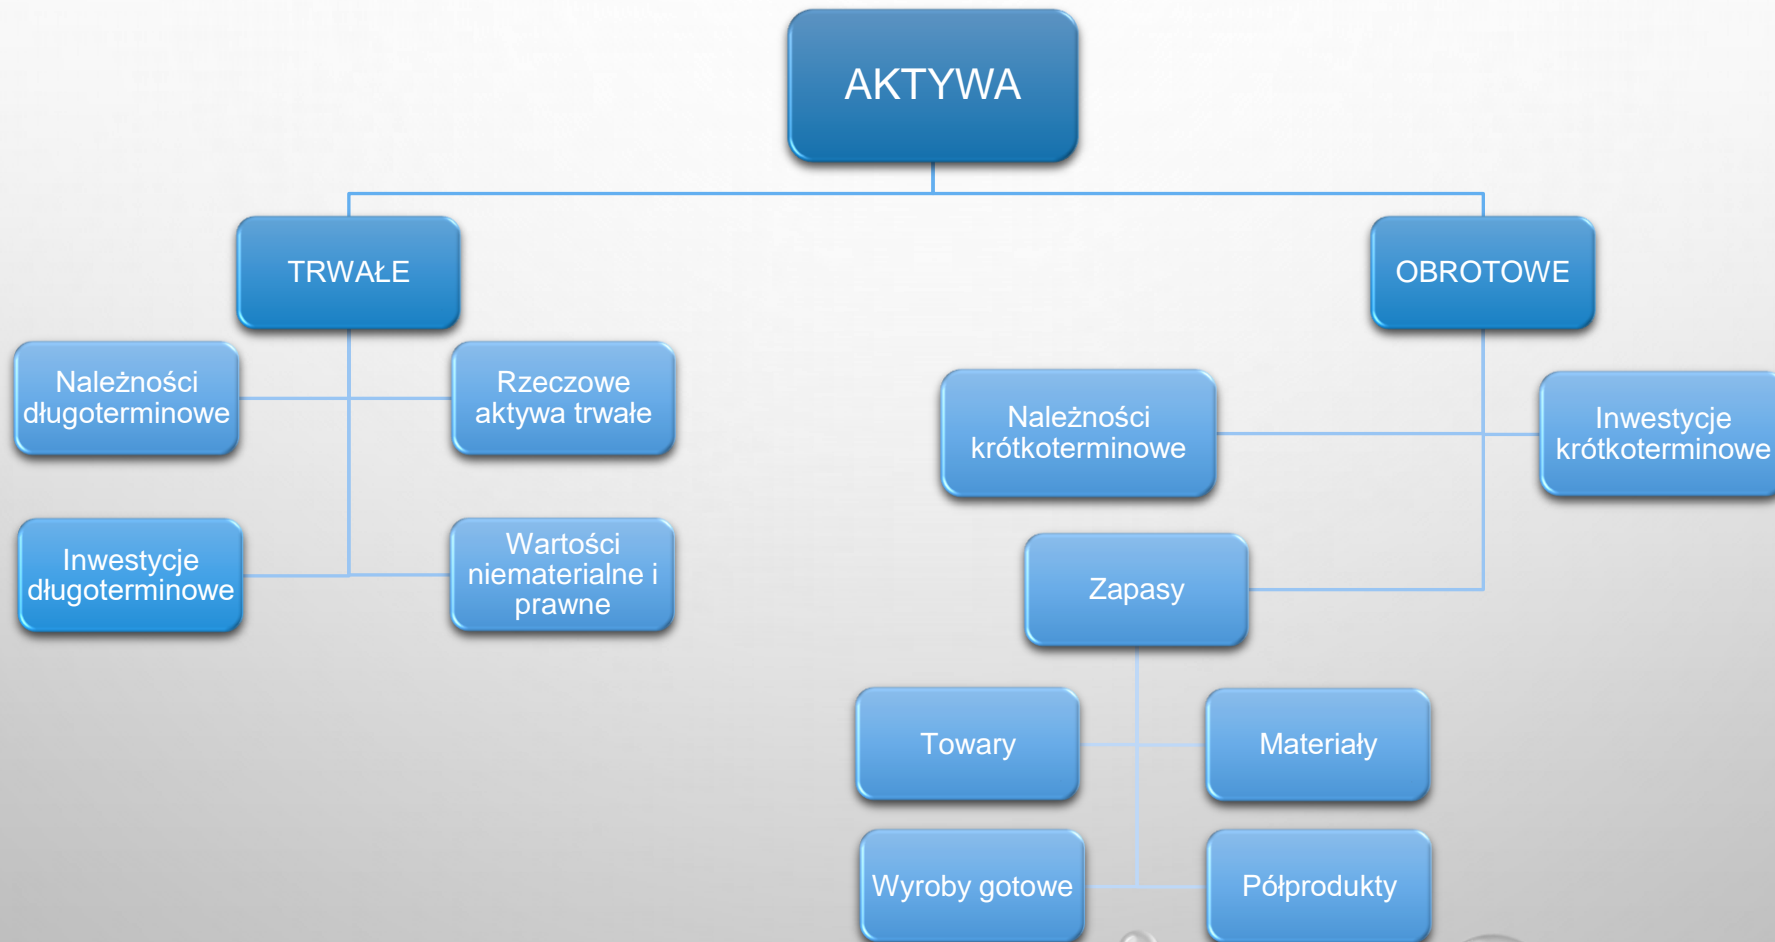 AKTYWA
TRWAŁE
OBROTOWE
Należności
długoterminowe
Rzeczowe
aktywa trwałe
Należności
krótkoterminowe
Inwestycje
krótkoterminowe
Inwestycje
długoterminowe
Wartości
niematerialne i
prawne
Zapasy
Towary
Materiały
Wyroby gotowe
Półprodukty